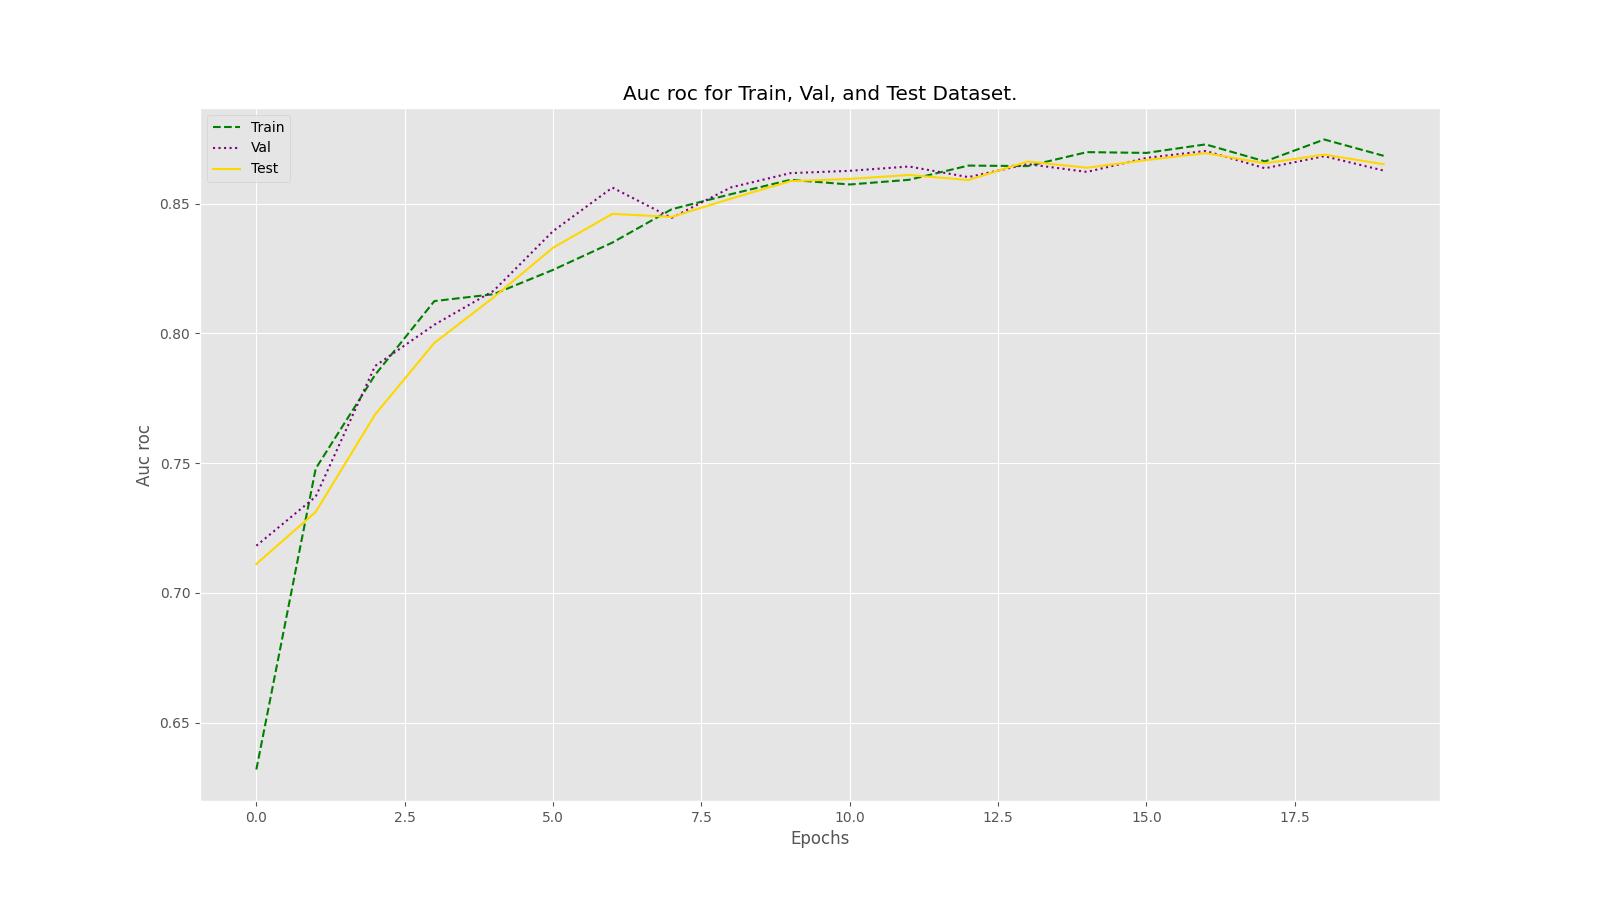 Auc roc for Train, Val, and Test Dataset.
Train
Val
Test
0.85
0.80
0.75
0.70
0.65
Auc roc
0.0 2.5 5.0 7.5 10.0 12.5 15.0 17.5
Epochs